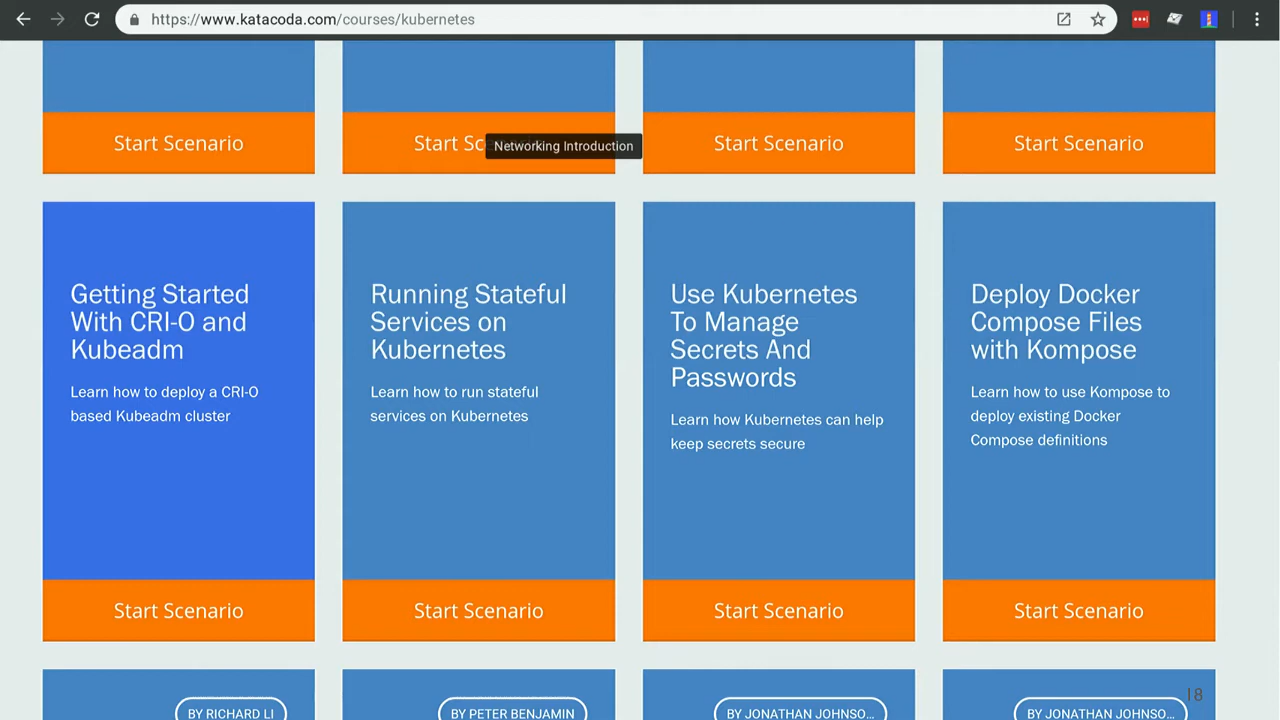 https://www.katacoda.com/courses/kubernetes
Start Scenario
Start Sc
Networking Introduction
Start Scenario
Start Scenario
Getting Started
With CRI-O and
Kubeadm
Learn how to deploy a CRI-O
based Kubeadm cluster
Start Scenario
Running Stateful
Services on
Kubernetes
Learn how to run stateful
services on Kubernetes
Start Scenario
Use Kubernetes
To Manage
Secrets And
Passwords
Learn how Kubernetes can help
keep secrets secure
Start Scenario
Deploy Docker
Compose Files
with Kompose
Learn how to use Kompose to
deploy existing Docker
Compose definitions
Start Scenario
BY RICHARD LI
BY PETER BENJAMIN
BY JONATHAN JOHNSO...
BY JONATHAN JOHNSO...
18